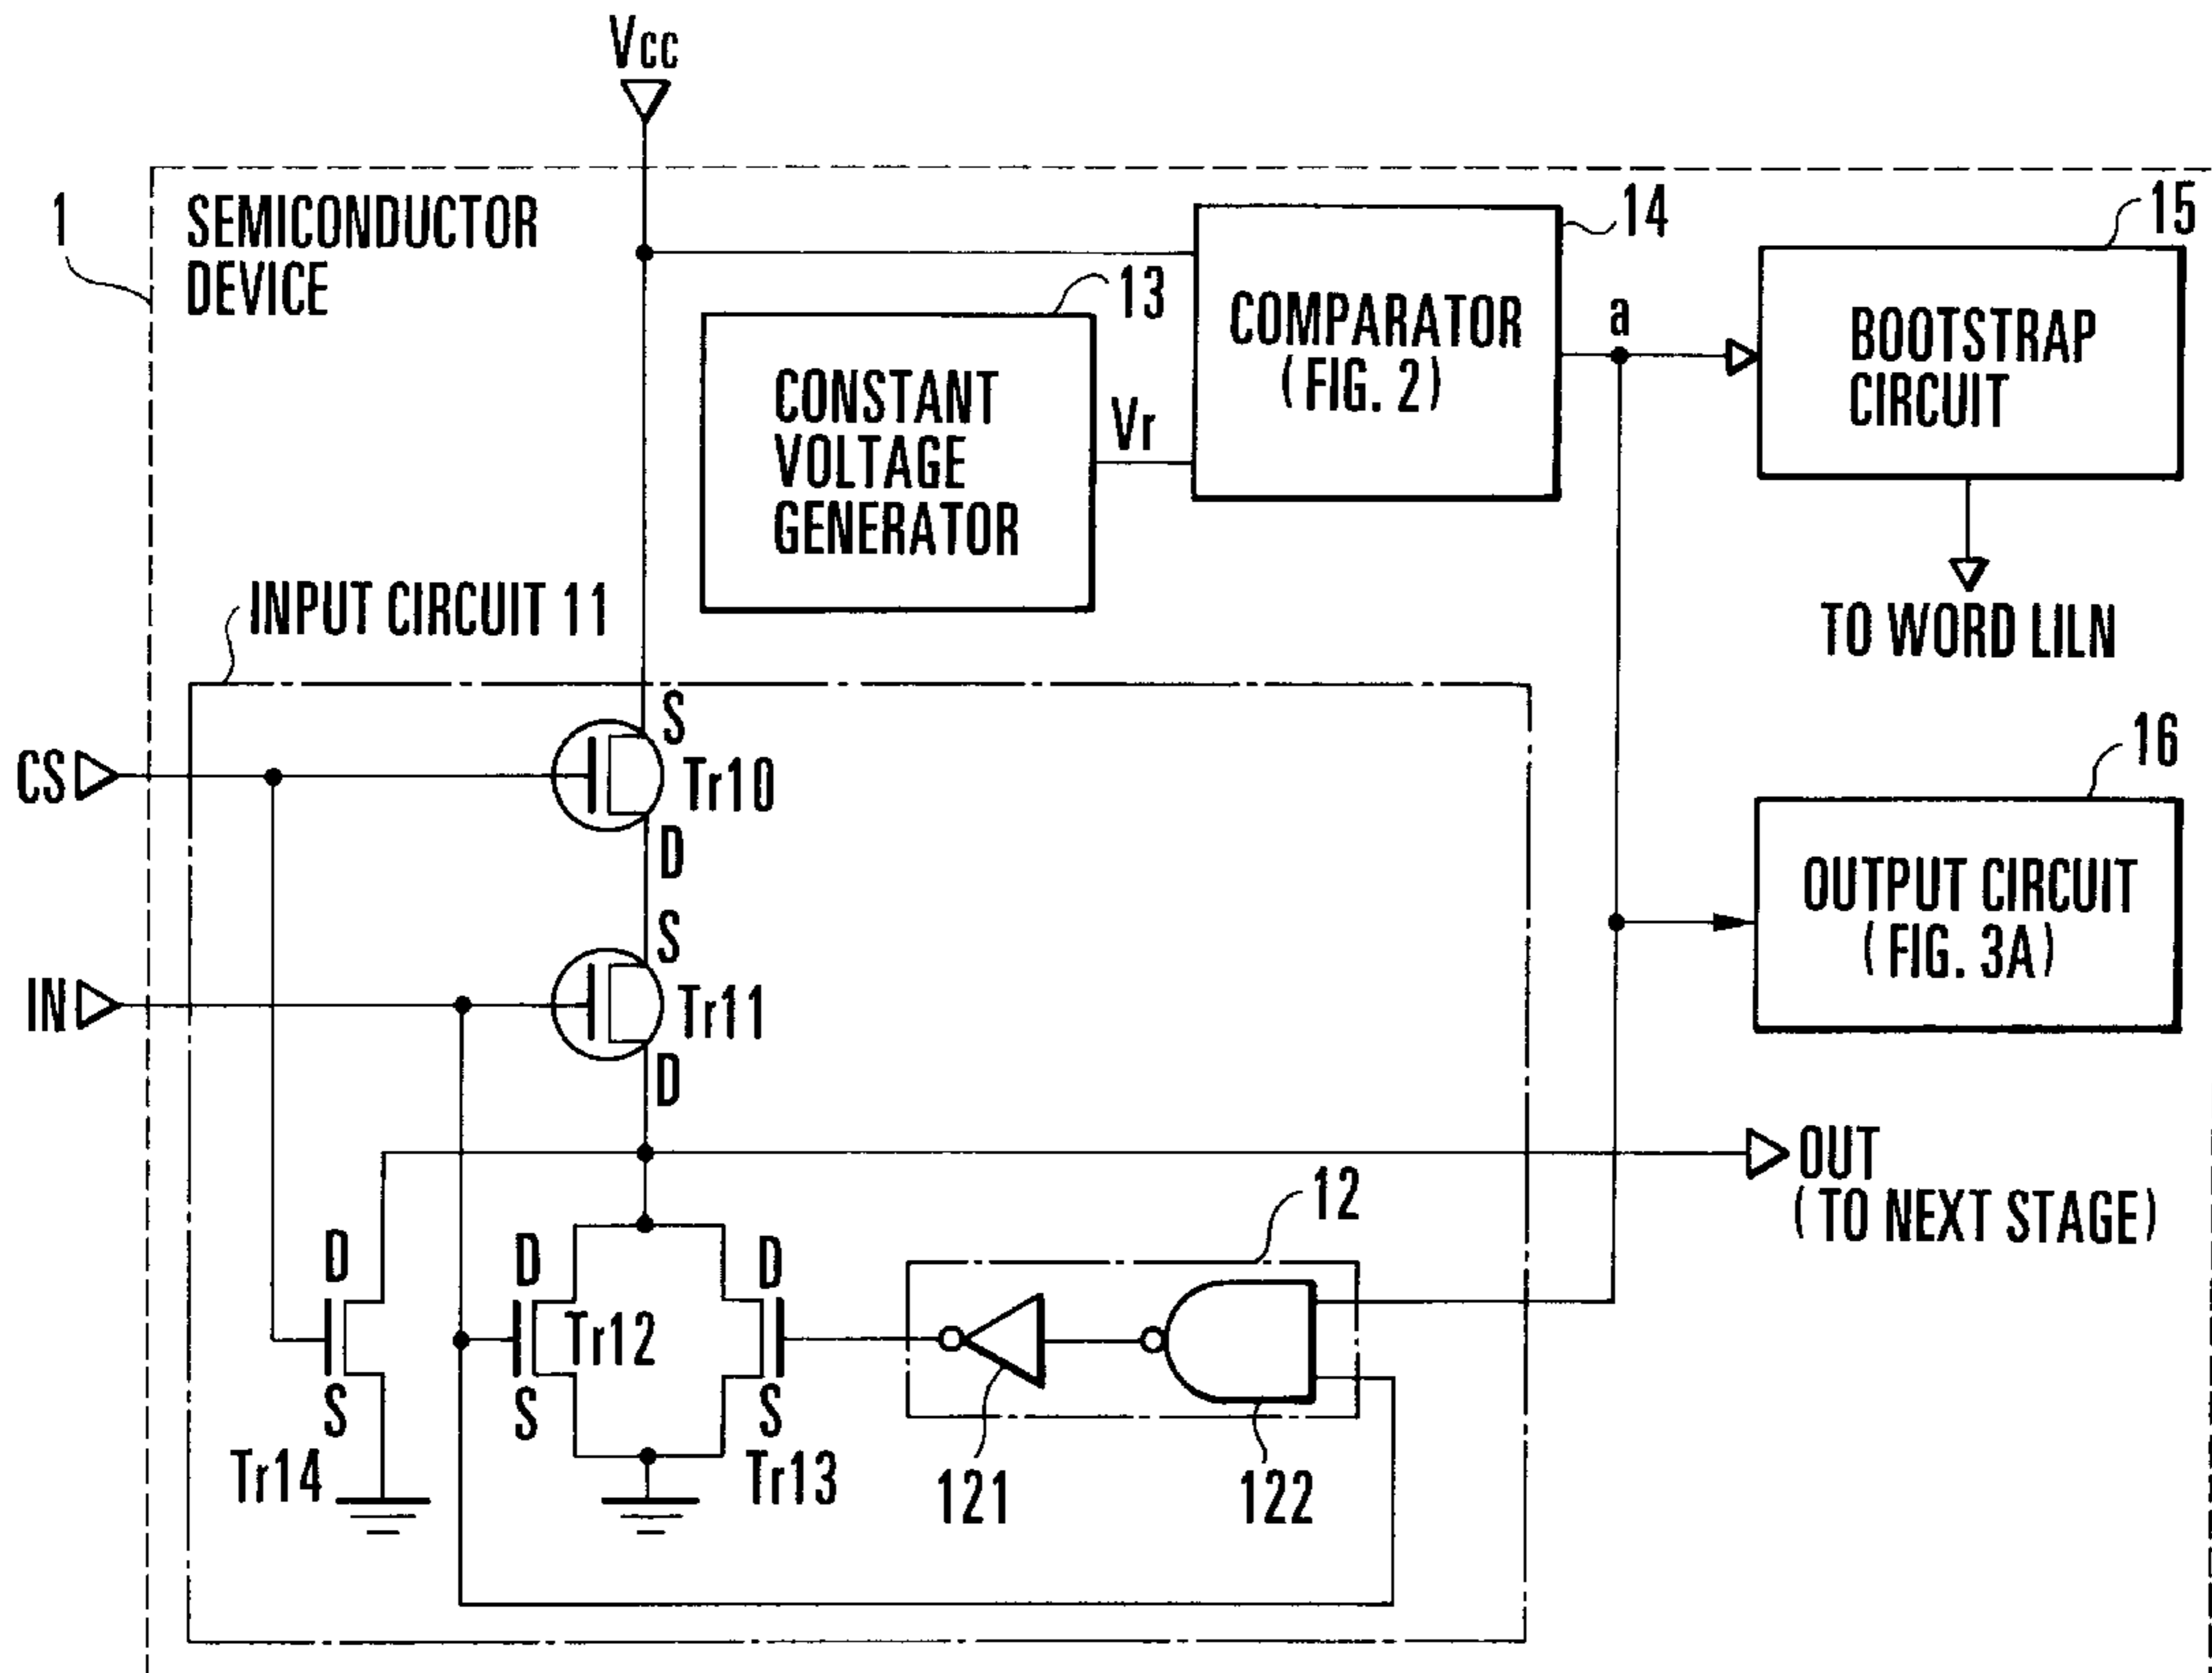 Vcc
1
SEMICONDUCTOR
DEVICE
14
15
13
COMPARATOR
(FIG. 2)
a
BOOTSTRAP
CIRCUIT
CONSTANT
VOLTAGE
GENERATOR
Vr
INPUT CIRCUIT 11
TO WORD LILN
S
CS
Tr10
D
16
OUTPUT CIRCUIT
(FIG. 3A)
S
IN
Tr11
D
OUT
(TO NEXT STAGE)
12
D
D
D
Tr12
S
S
S
Tr14
Tr13
121
122